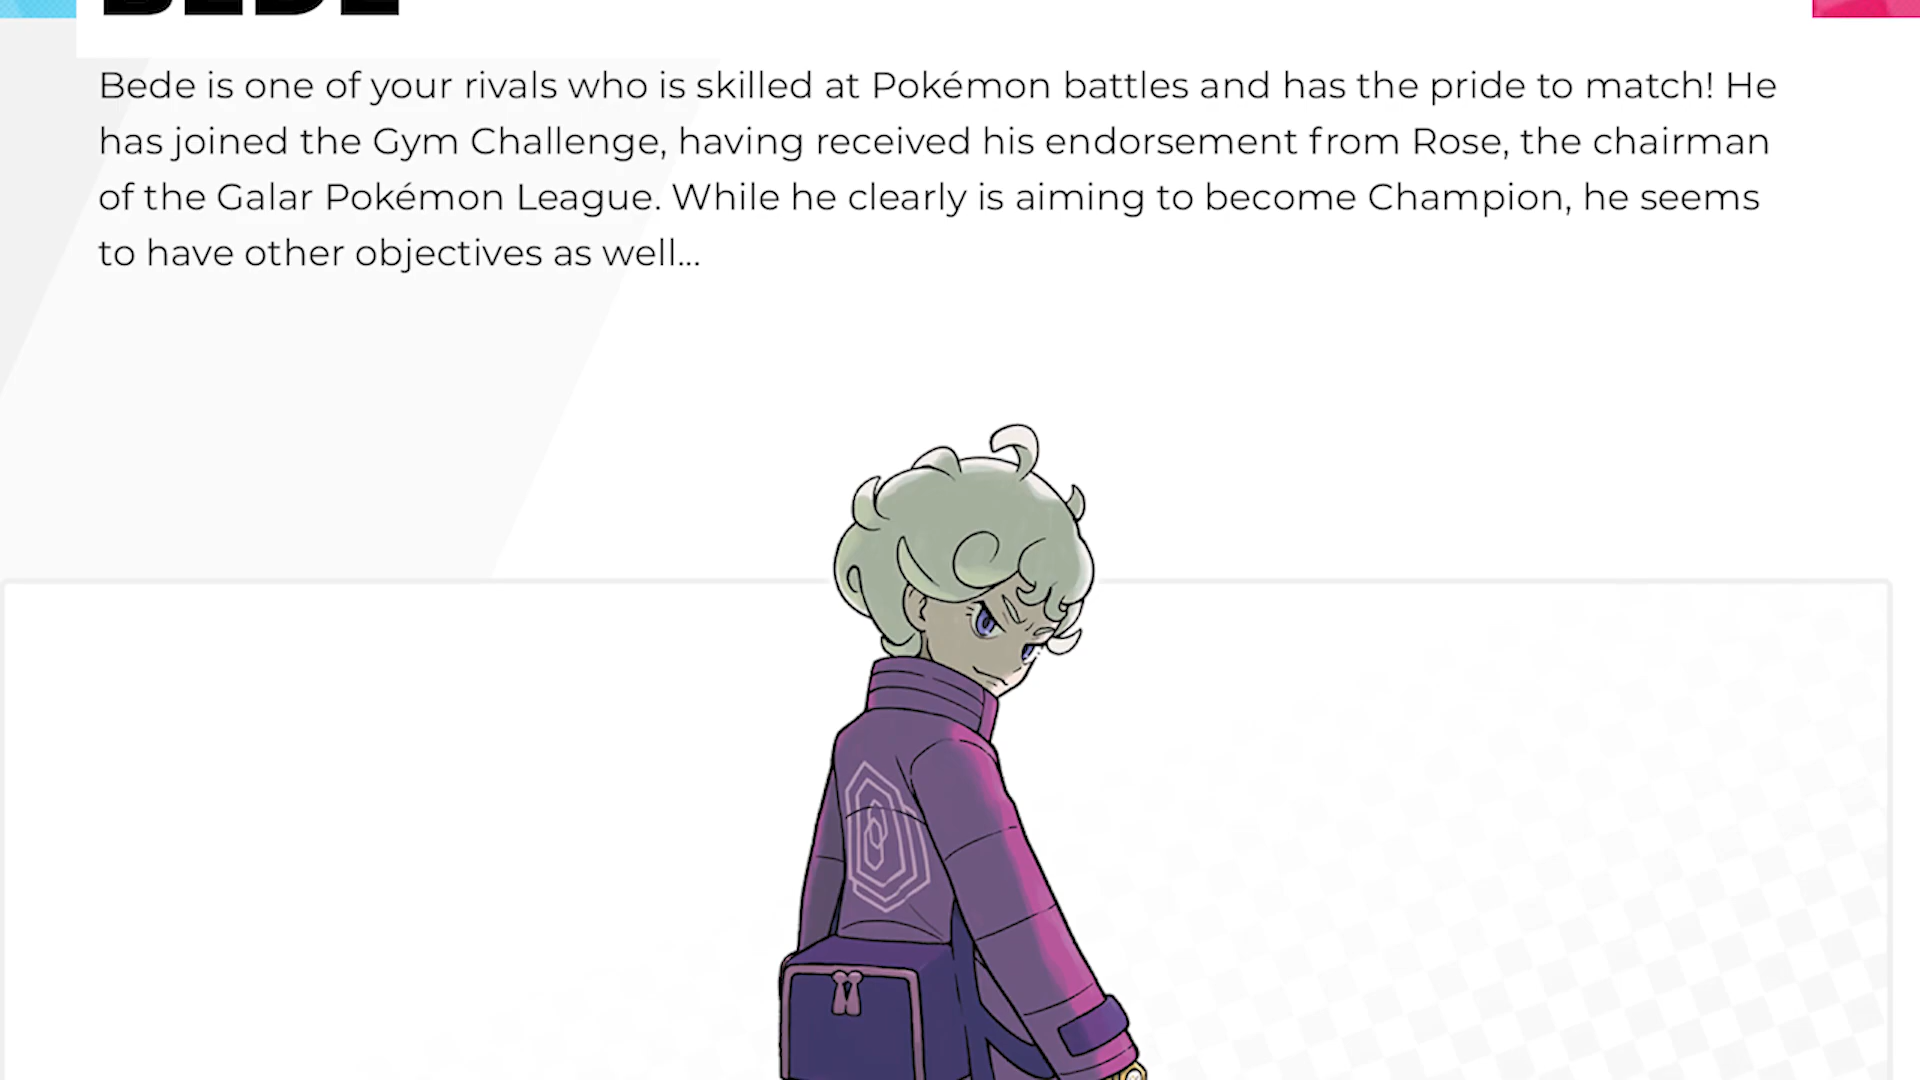 BEDE
Bede is one of your rivals who is skilled at Pokémon battles and has the pride to match! He
has joined the Gym Challenge, having received his endorsement from Rose, the chairman
of the Galar Pokémon League. While he clearly is aiming to become Champion, he seems
to have other objectives as well...